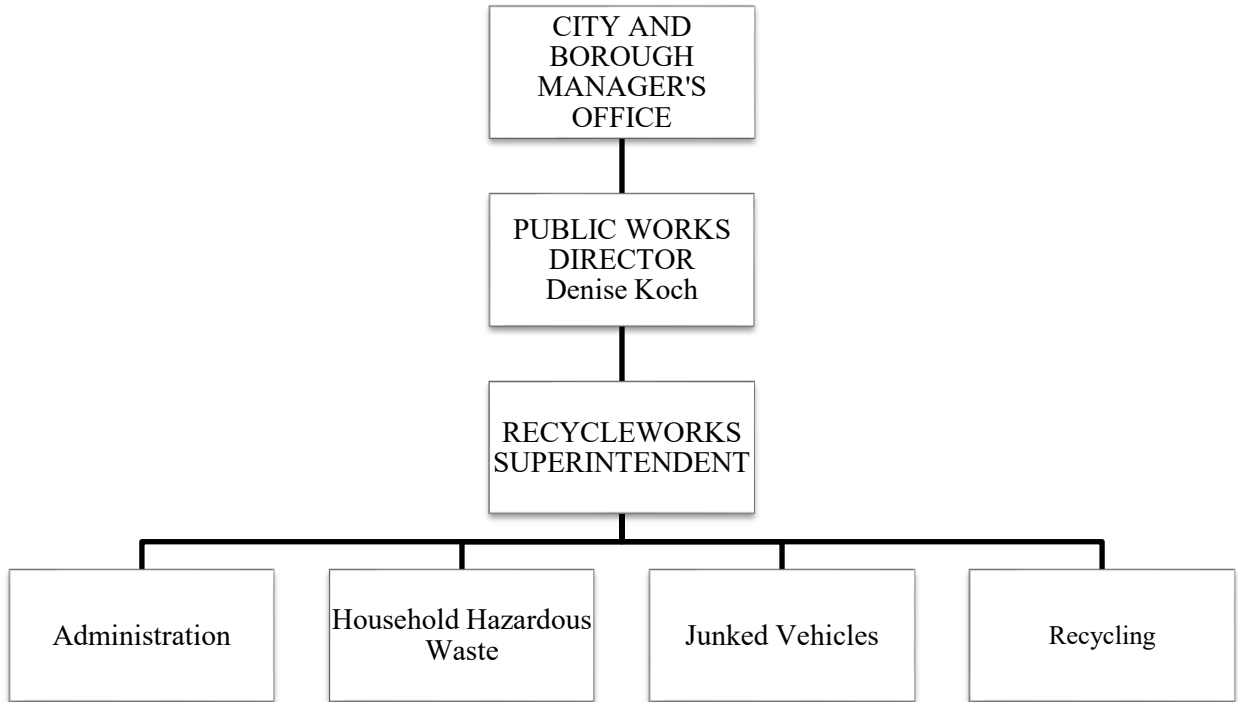 CITY AND
BOROUGH
MANAGER'S
OFFICE
PUBLIC WORKS
DIRECTOR
Denise Koch
RECYCLEWORKS
SUPERINTENDENT
Administration
Household Hazardous
Waste
Junked Vehicles
Recycling